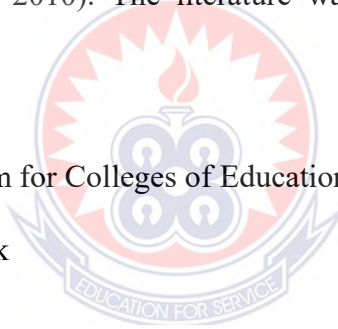 2010). The literature wa
m for Colleges of Education
k
EDUCATION FOR SERVICE